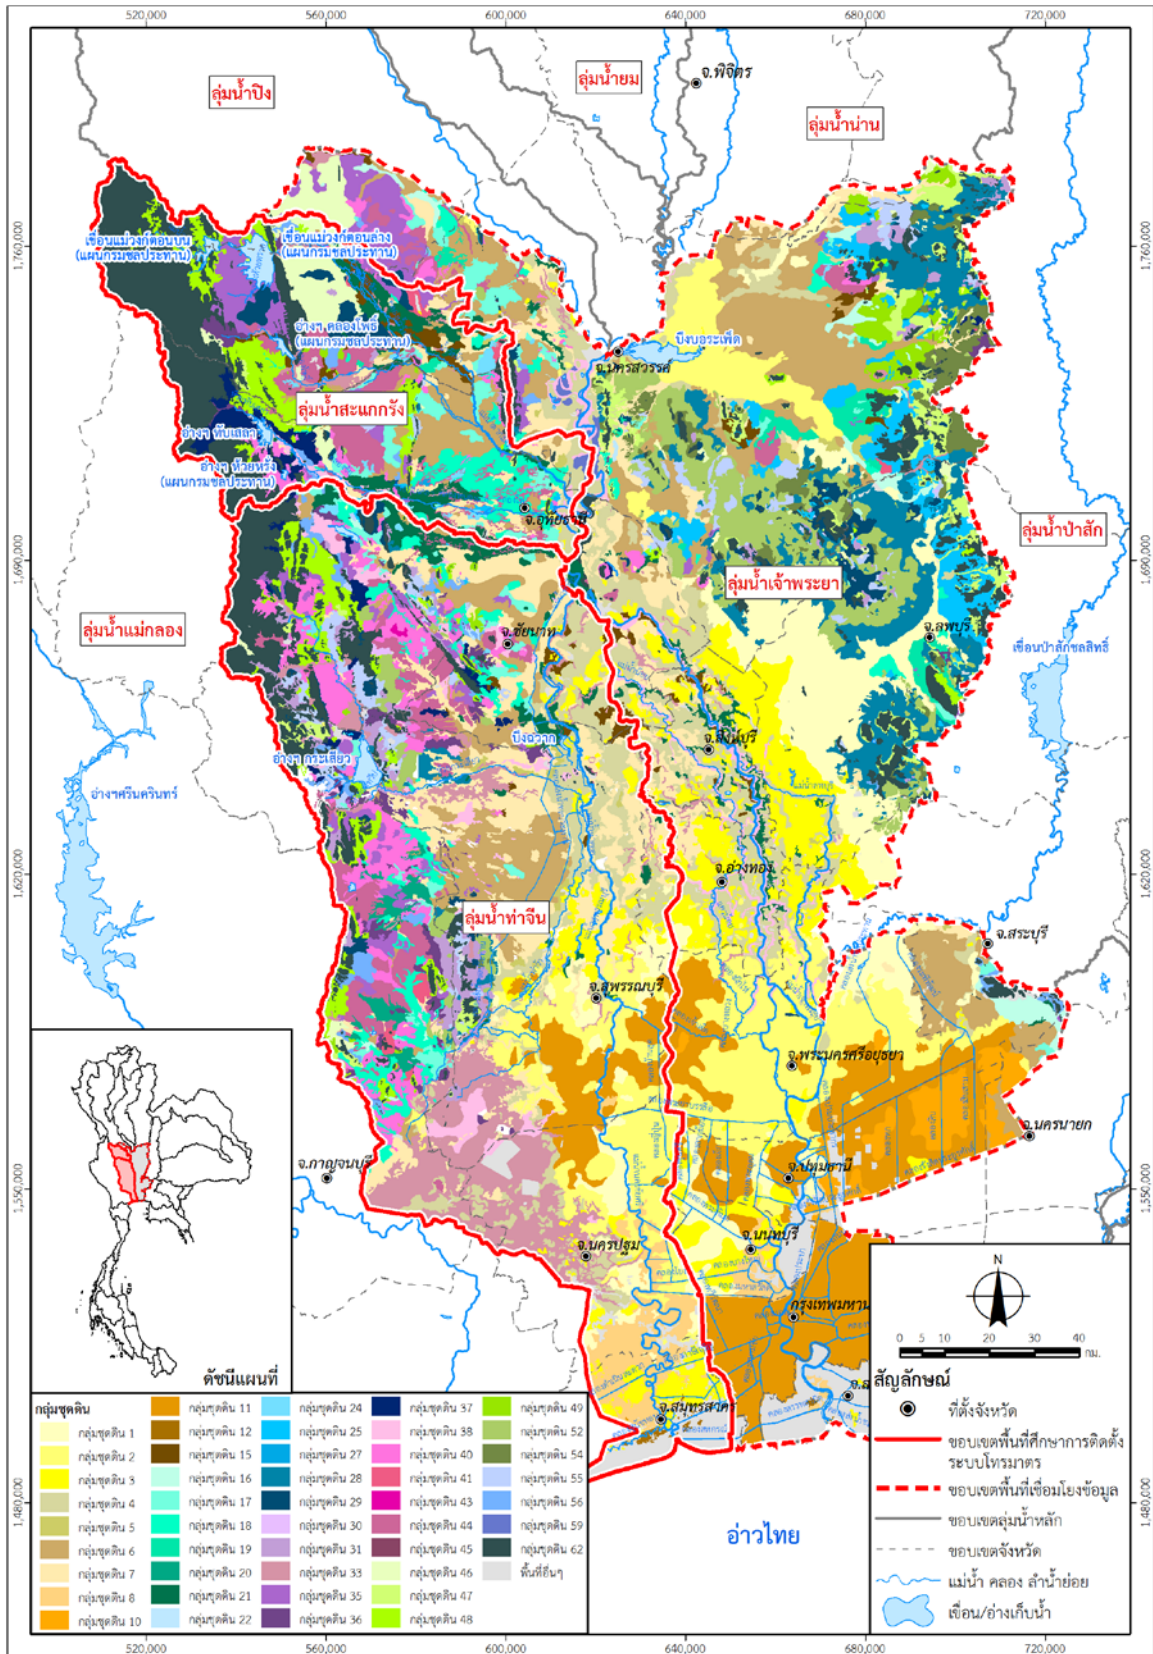 520,000 560,000 600,000 640,000 680,000 720,000
จ.พิจิตร
ลุ่มน้ำยม
ลุ่มน้ำปิง
ลุ่มน้ำน่าน
1,760,000
1,760,000
เขื่อนแม่วงก์ตอนบน
(แผนกรมชลประทาน)
เขื่อนแม่วงก์ตอนล่าง
(แผนกรมชลประทาน)
อ่างฯ คลองโพธิ์
(แผนกรมชลประทาน)
บึงบอระเพ็ด
จ.นครสวรรค์
ลุ่มน้ำสะแกกรัง
อ่างฯ ทับเสลา
อ่างฯ ห้วยหรั่ง
(แผนกรมชลประทาน)
จ.อุทัยธานี
ลุ่มน้ำป่าสัก
1,690,000
1,690,000
ลุ่มน้ำเจ้าพระยา
ลุ่มน้ำแม่กลอง
จ.ชัยนาท
จ.ลพบุรี
เขื่อนป่าสักชลสิทธิ์
บึงฉวาก
จ.สิงห์บุรี
อ่างฯ กระเสียว
แม่น้ำลพบุรี
อ่างฯศรีนครินทร์
1,620,000
1,620,000
จ.อ่างทอง
ลุ่มน้ำท่าจีน
จ.สระบุรี
จ.สุพรรณบุรี
จ.พระนครศรีอยุธยา
จ.นครนายก
จ.กาญจนบุรี
จ.ปทุมธานี
1,550,000
1,550,000
จ.นครปฐม
จ.นนทบุรี
กรุงเทพมหาน
N
0 5 10 20 30 40
กม.
ดัชนีแผนที่
จ.สมุทรสาคร
จ.ส
1,480,000
1,480,000
อ่าวไทย
กลุ่มชุดดิน
กลุ่มชุดดิน 1
กลุ่มชุดดิน 2
กลุ่มชุดดิน 3
กลุ่มชุดดิน 4
กลุ่มชุดดิน 5
กลุ่มชุดดิน 6
กลุ่มชุดดิน 7
กลุ่มชุดดิน 8
กลุ่มชุดดิน 10
กลุ่มชุดดิน 11
กลุ่มชุดดิน 12
กลุ่มชุดดิน 15
กลุ่มชุดดิน 16
กลุ่มชุดดิน 17
กลุ่มชุดดิน 18
กลุ่มชุดดิน 19
กลุ่มชุดดิน 20
กลุ่มชุดดิน 21
กลุ่มชุดดิน 22
กลุ่มชุดดิน 24
กลุ่มชุดดิน 25
กลุ่มชุดดิน 27
กลุ่มชุดดิน 28
กลุ่มชุดดิน 29
กลุ่มชุดดิน 30
กลุ่มชุดดิน 31
กลุ่มชุดดิน 33
กลุ่มชุดดิน 35
กลุ่มชุดดิน 36
กลุ่มชุดดิน 37
กลุ่มชุดดิน 38
กลุ่มชุดดิน 40
กลุ่มชุดดิน 41
กลุ่มชุดดิน 43
กลุ่มชุดดิน 44
กลุ่มชุดดิน 45
กลุ่มชุดดิน 46
กลุ่มชุดดิน 47
กลุ่มชุดดิน 48
กลุ่มชุดดิน 49
กลุ่มชุดดิน 52
กลุ่มชุดดิน 54
กลุ่มชุดดิน 55
กลุ่มชุดดิน 56
กลุ่มชุดดิน 59
กลุ่มชุดดิน 62
พื้นที่อื่นๆ
สัญลักษณ์
ที่ตั้งจังหวัด
ขอบเขตพื้นที่ศึกษาการติดตั้ง
ระบบโทรมาตร
ขอบเขตพื้นที่เชื่อมโยงข้อมูล
ขอบเขตลุ่มน้ำหลัก
ขอบเขตจังหวัด
แม่น้ำ คลอง ลำน้ำย่อย
เขื่อน/อ่างเก็บน้ำ
520,000 560,000 600,000 640,000 680,000 720,000